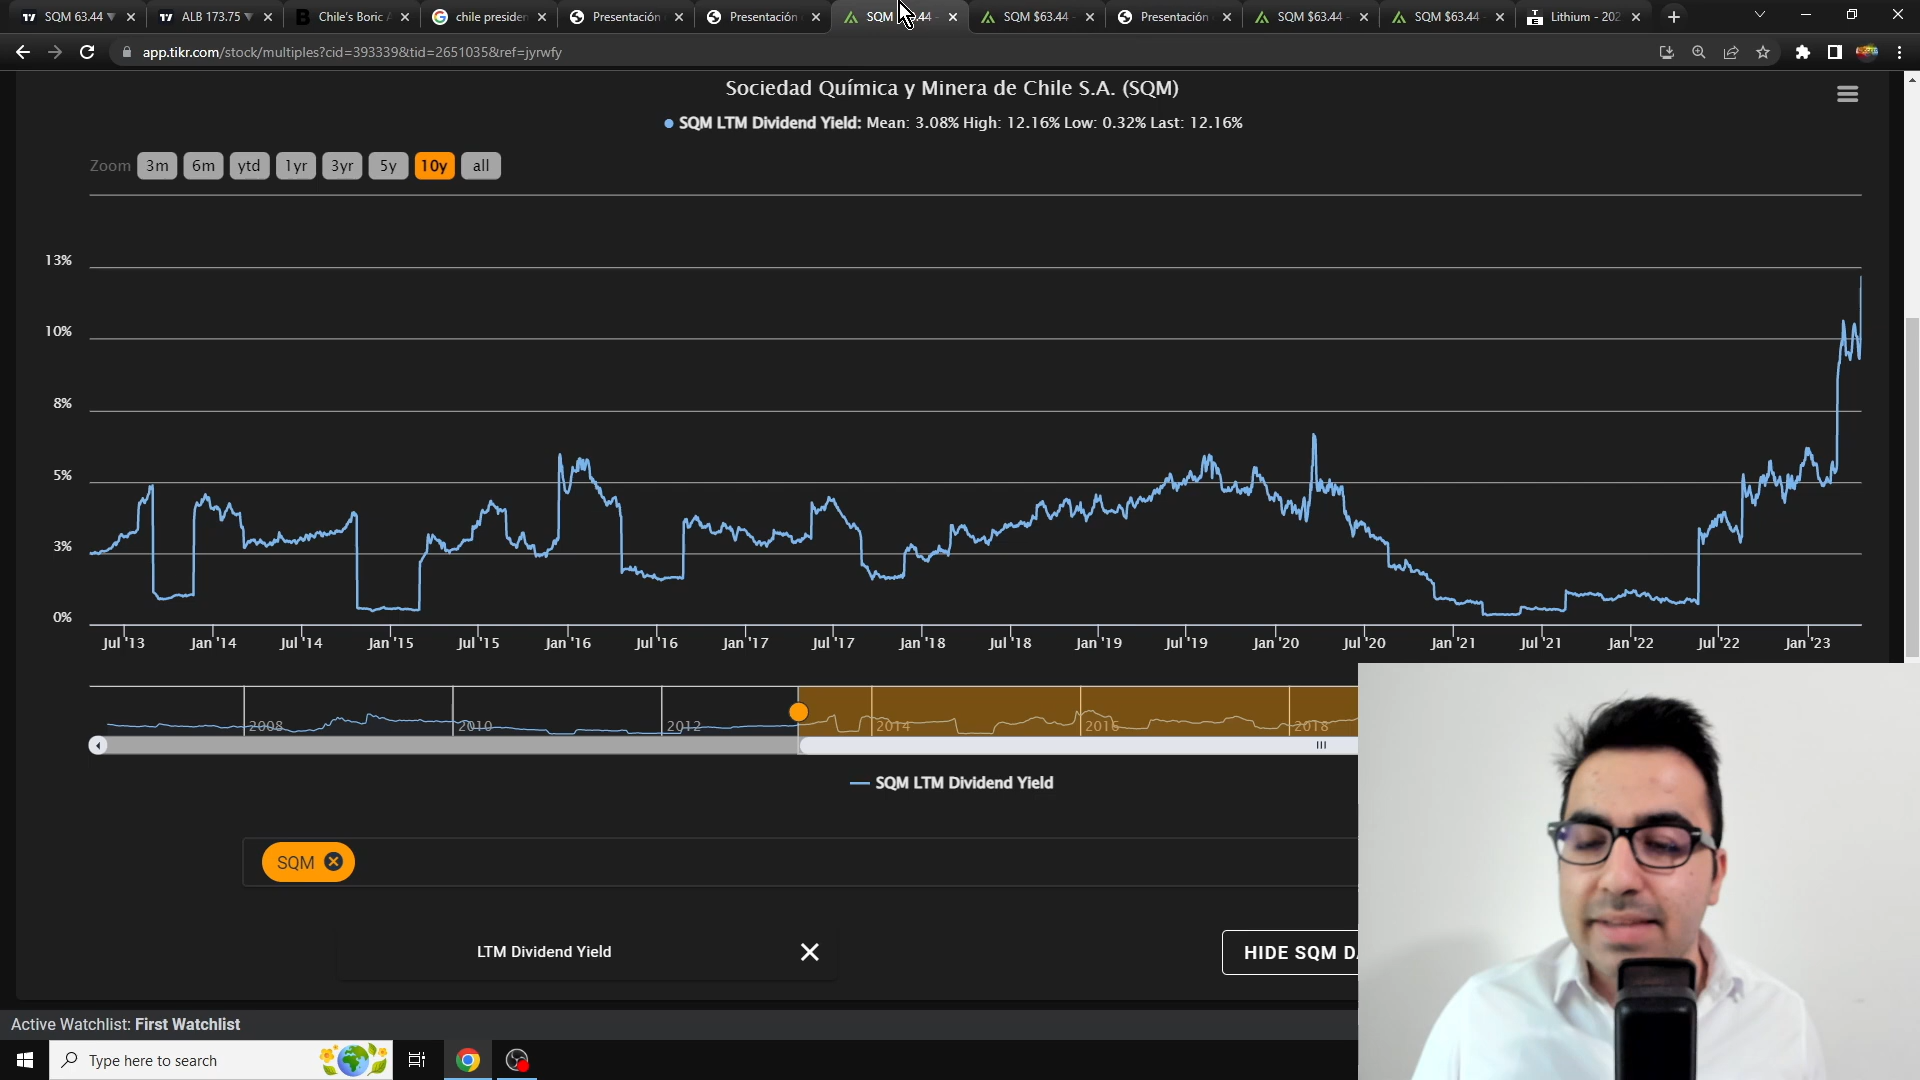 SQM 63.44
ALB 173.75
Chile's Boric
chile presiden
Presentación
Presentación
SQM .44
SQM $63.44
Presentación
SQM $63.44
SQM $63.44
Lithium - 202
app.tikr.com/stock/multiples?cid=393339&tid=2651035&ref=jyrwfy
Sociedad Química y Minera de Chile S.A. (SQM)
SQM LTM Dividend Yield: Mean: 3.08% High: 12.16% Low: 0.32% Last: 12.16%
Zoom 3m 6m ytd 1yr 3yr 5y 10y all
13%
10%
8%
5%
3%
0%
Jul '13 Jan '14 Jul '14 Jan '15 Jul '15 Jan '16 Jul '16 Jan '17 Jul '17 Jan '18 Jul '18 Jan '19 Jul '19 Jan '20 Jul '20 Jan '21 Jul '21 Jan '22 Jul '22 Jan '23
2008 2010 2012 2014 2016 2018
SQM LTM Dividend Yield
SQM
LTM Dividend Yield
HIDE SQM D
Active Watchlist: First Watchlist
Type here to search